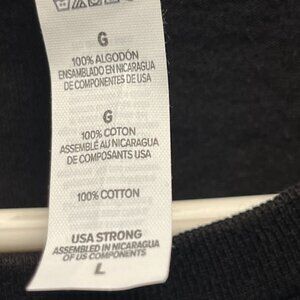 G
100% ALGODÓN
ENSAMBLADO EN NICARAGUA
DE COMPONENTES DE USA
G
100% COTON
ASSEMBLÉ AU NICARAGUA
DE COMPOSANTS USA
100% COTTON
USA STRONG
ASSEMBLED IN NICARAGUA
OF US COMPONENTS
L